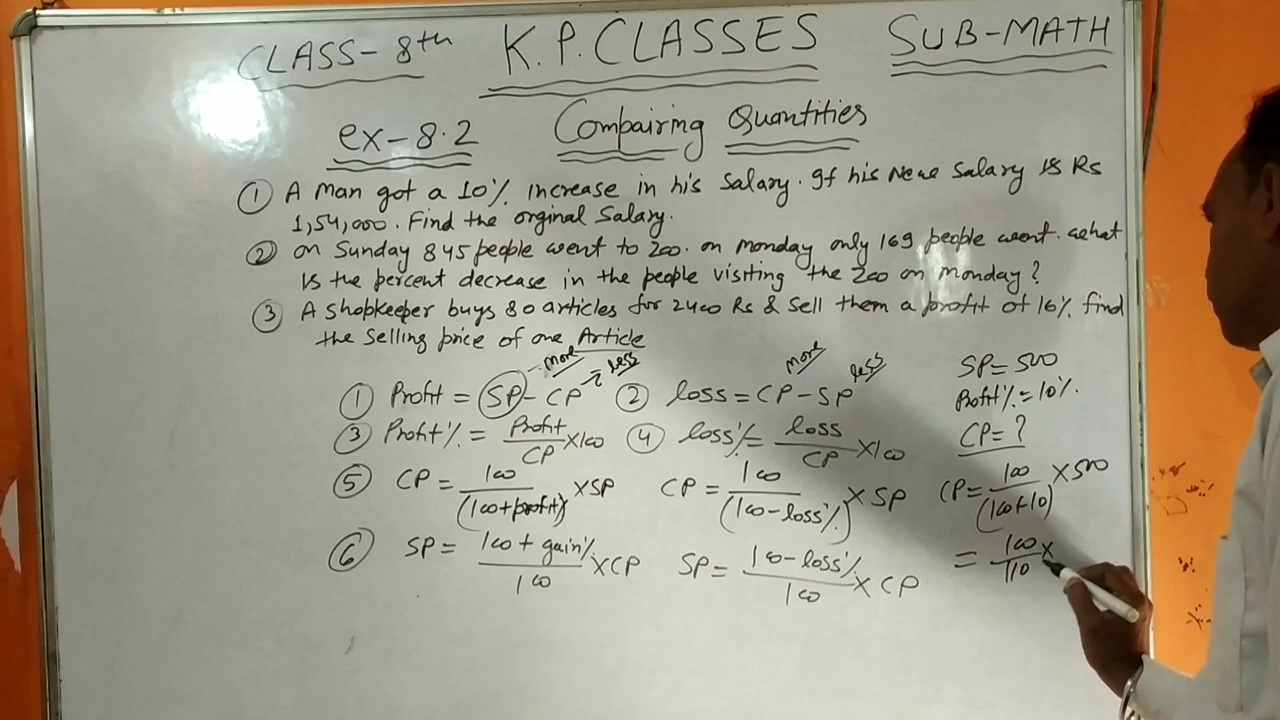 CLASS-8th K.P.CLASSES SUB-MATH
ex-8.2 Compairing Quantities
① A Man got a 10% increase in his Salary. If his New Salary is Rs
1,54,000. Find the orginal Salary.
② on Sunday 845 people went to zoo. on monday only 169 people went. what
is the percent decrease in the people visiting the zoo on monday?
③ A shopkeeper buys 80 articles for 2400 Rs & sell them a profit of 16%. find
the selling price of one Article
more less more less
① Profit = SP - CP ② loss = CP - SP
③ Profit% = Profit/CP × 100 ④ loss% = loss/CP × 100
⑤ CP = 100/(100+profit) × SP CP = 100/(100-loss%) × SP
⑥ SP = 100+gain%/100 × CP SP = 100-loss%/100 × CP
SP = 500
Profit% = 10%.
CP = ?
CP = 100/(100+10) × 500
= 100/110 ×